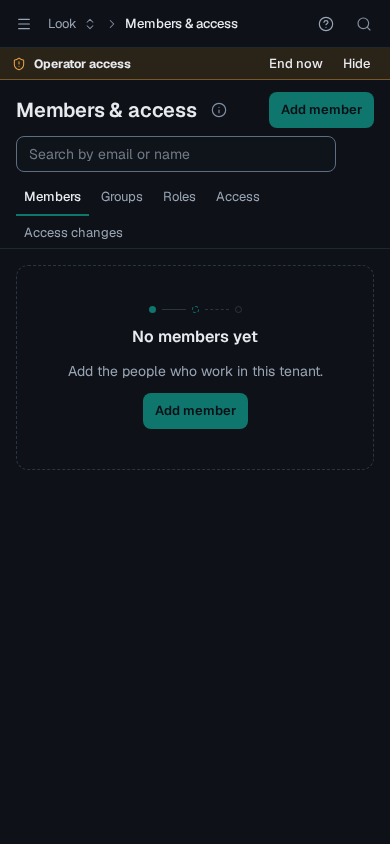 Look
Members & access
Operator access
End now
Hide
Members & access
Add member
Search by email or name
Members
Groups
Roles
Access
Access changes
No members yet
Add the people who work in this tenant.
Add member